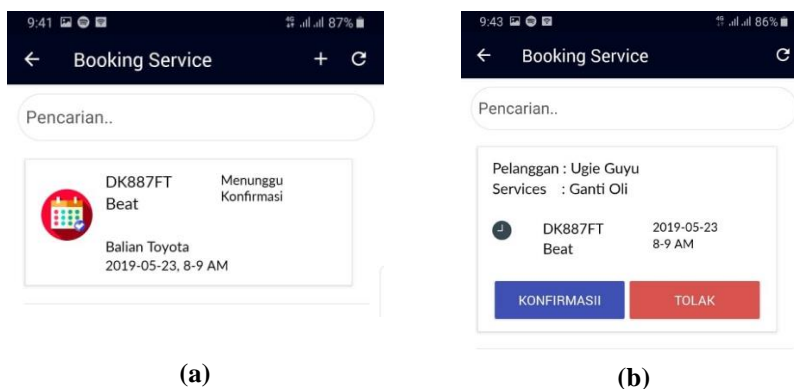 9:41
87%
Booking Service
Pencarian..
DK887FT
Beat
Menunggu
Konfirmasi
Balian Toyota
2019-05-23, 8-9 AM
(a)
9:43
86%
Booking Service
Pencarian..
Pelanggan : Ugie Guyu
Services : Ganti Oli
DK887FT
Beat
2019-05-23
8-9 AM
KONFIRMASII
TOLAK
(b)